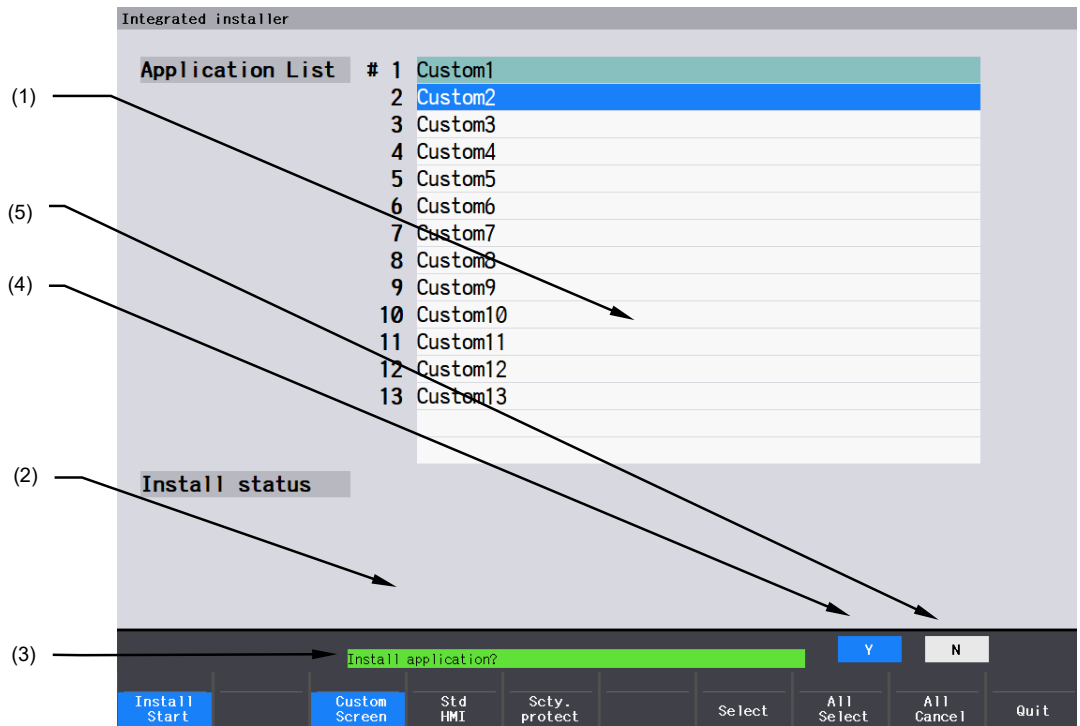 Integrated installer
Application List # 1 Custom1
(1) 2 Custom2
3 Custom3
4 Custom4
5 Custom5
(5) 6 Custom6
7 Custom7
8 Custom8
(4) 9 Custom9
10 Custom10
11 Custom11
12 Custom12
13 Custom13
(2) Install status
(3) Install application? Y N
Install Start
Custom Screen
Std HMI
Scty. protect
Select
All Select
All Cancel
Quit